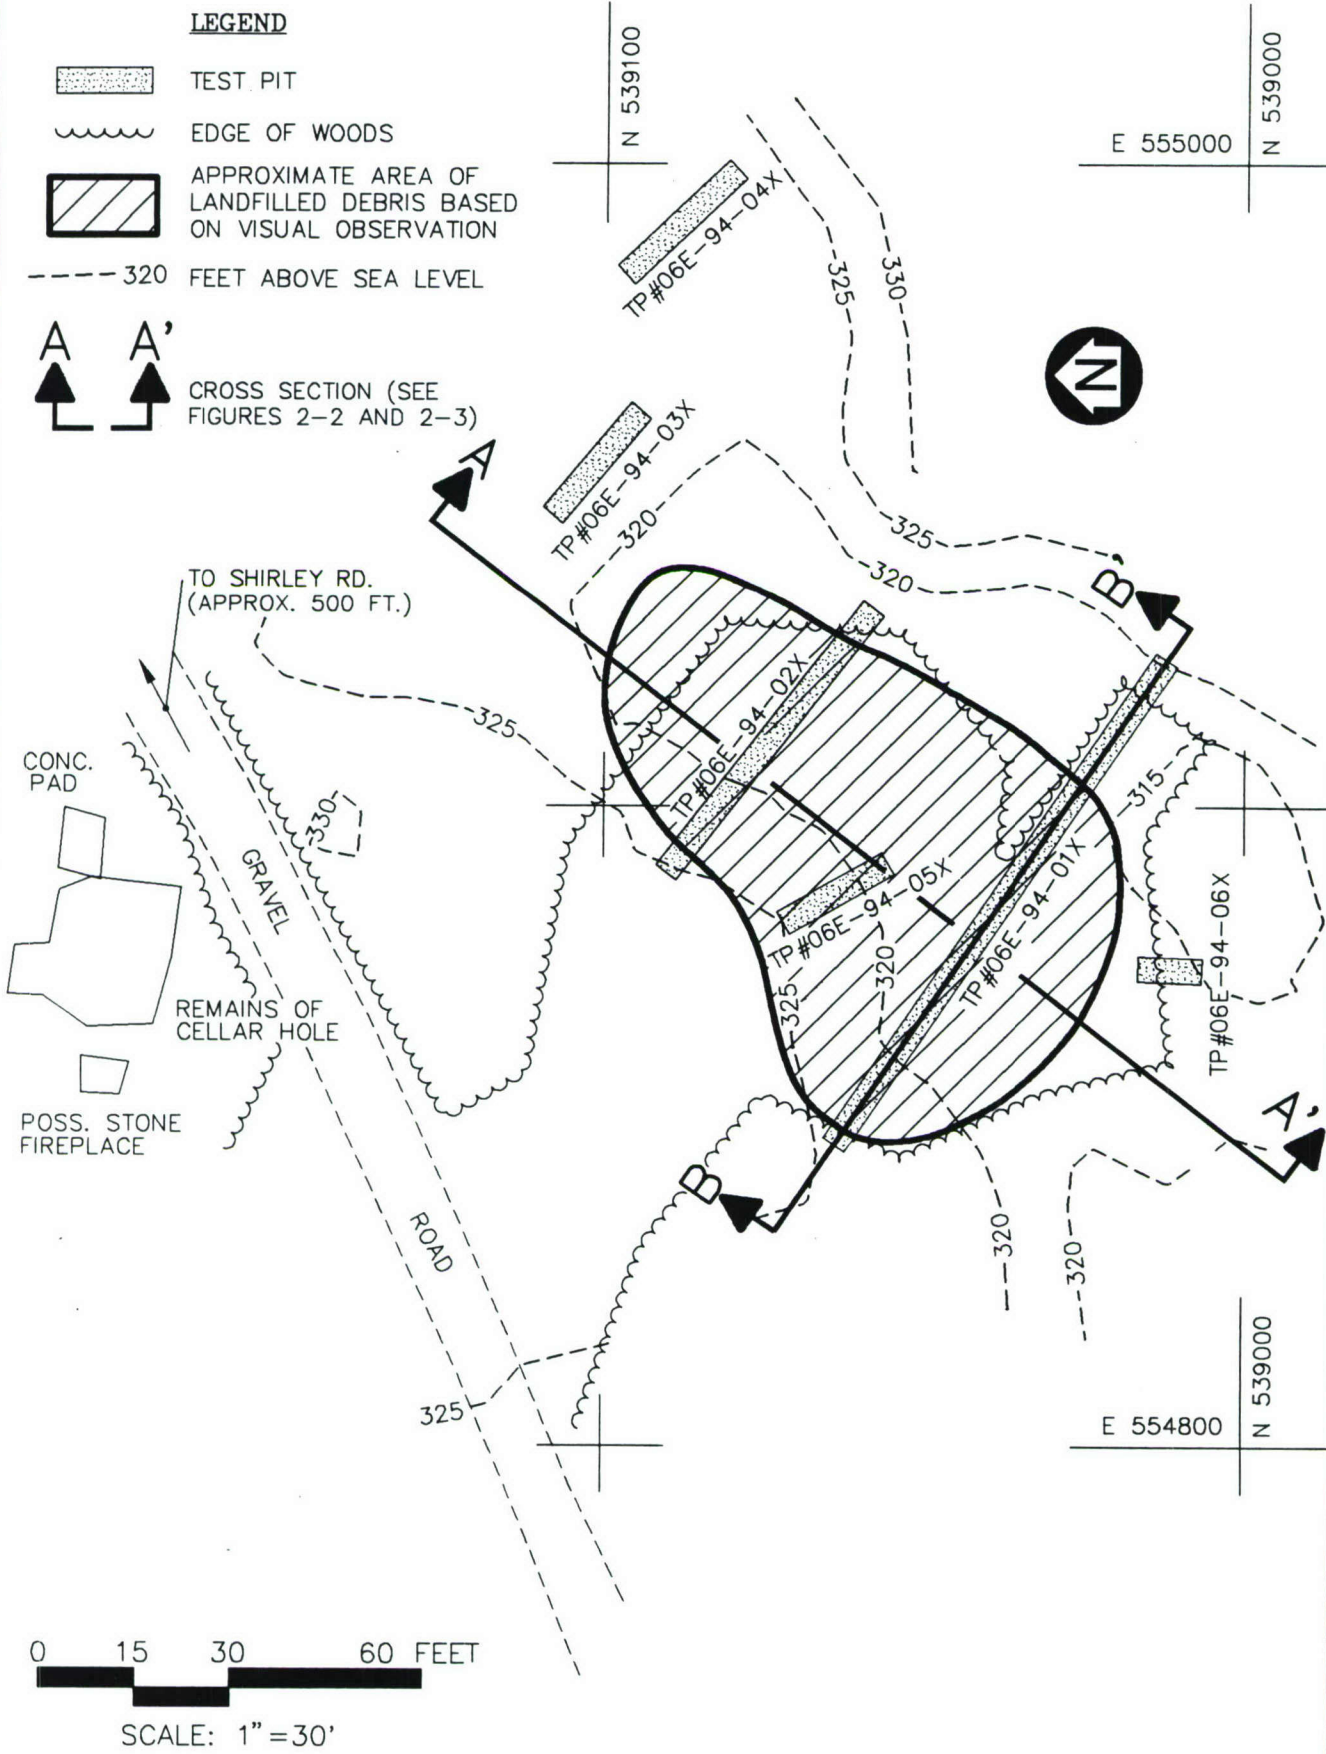 LEGEND
TEST PIT
EDGE OF WOODS
APPROXIMATE AREA OF
LANDFILLED DEBRIS BASED
ON VISUAL OBSERVATION
320 FEET ABOVE SEA LEVEL
A A'
CROSS SECTION (SEE
FIGURES 2-2 AND 2-3)
N 539100
E 555000
N 539000
TP#06E-94-04X
325
330
N
TP#06E-94-03X
A
320
325
320
B'
TO SHIRLEY RD.
(APPROX. 500 FT.)
325
TP#06E-94-02X
315
CONC.
PAD
330
GRAVEL
TP#06E-94-05X
TP#06E-94-01X
TP#06E-94-06X
320
325
REMAINS OF
CELLAR HOLE
POSS. STONE
FIREPLACE
A'
B
ROAD
320
320
325
N 539000
E 554800
0 15 30 60 FEET
SCALE: 1"=30'